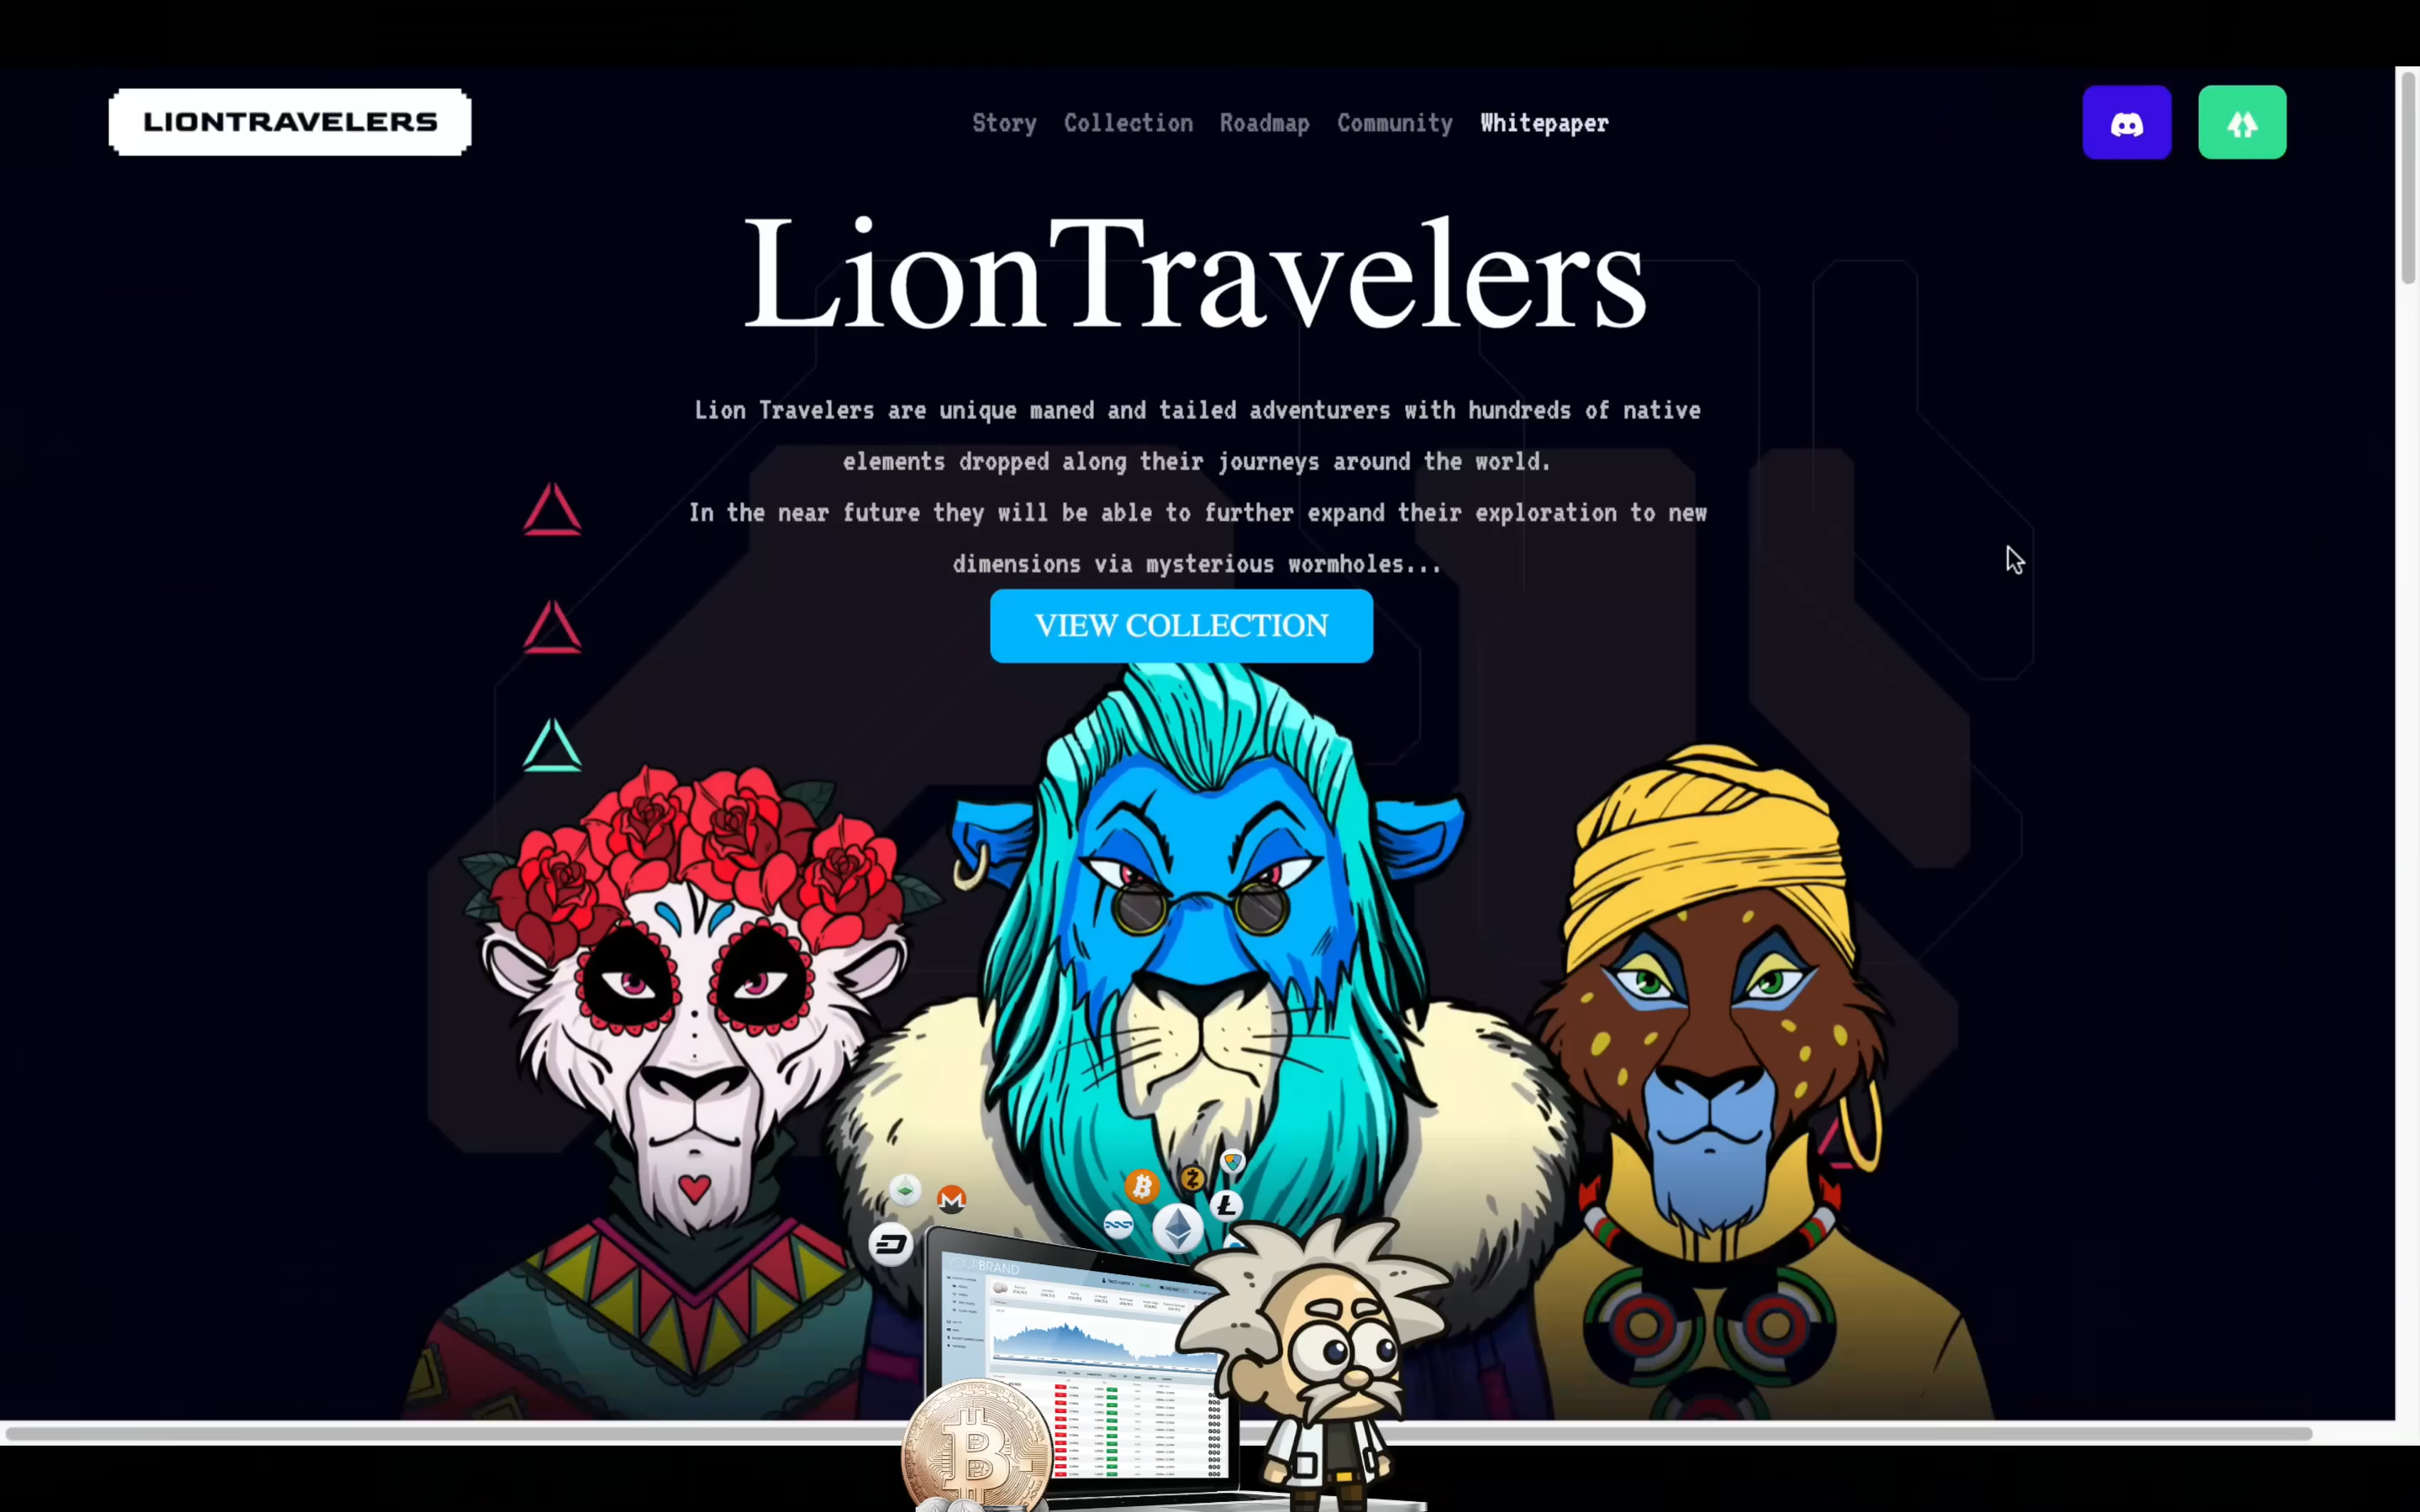 LIONTRAVELERS
Story Collection Roadmap Community Whitepaper
LionTravelers
Lion Travelers are unique maned and tailed adventurers with hundreds of native
elements dropped along their journeys around the world.
In the near future they will be able to further expand their exploration to new
dimensions via mysterious wormholes...
VIEW COLLECTION
YOURBRAND